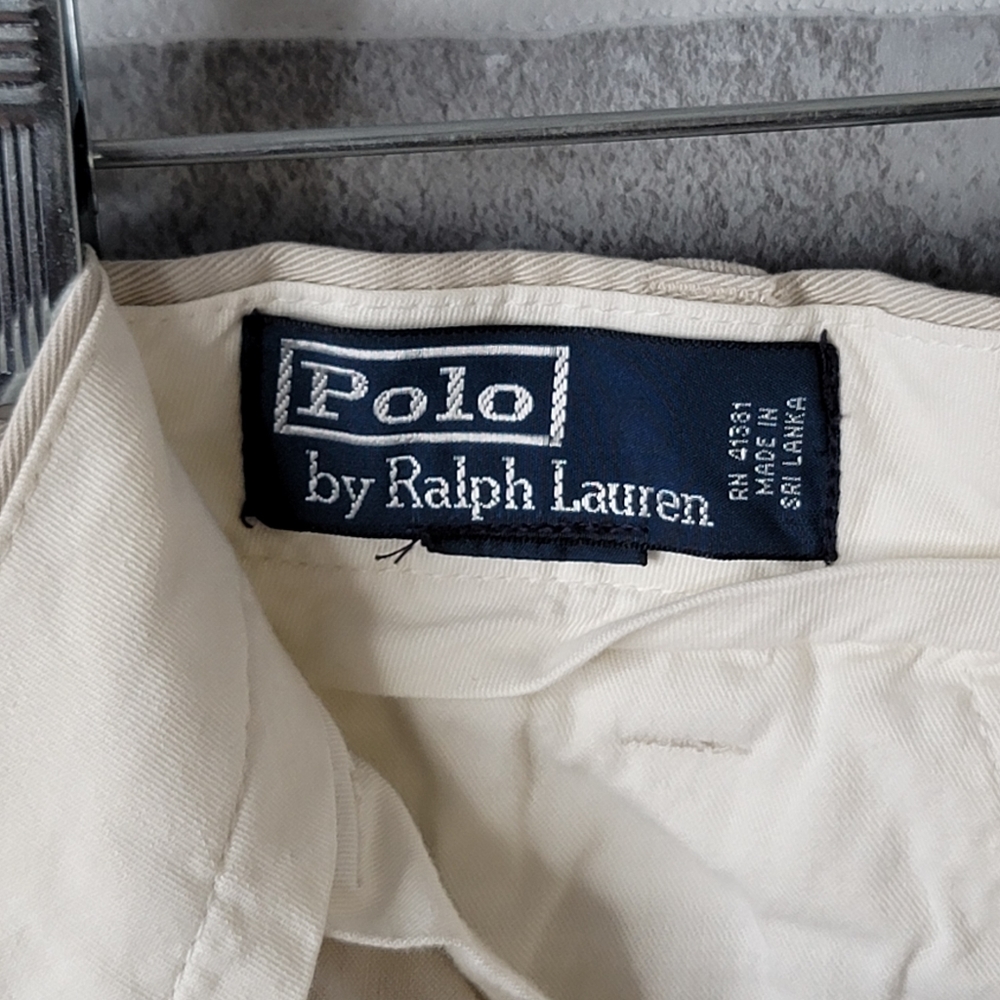 Polo
by Ralph Lauren
RN 41381
MADE IN
SRI LANKA